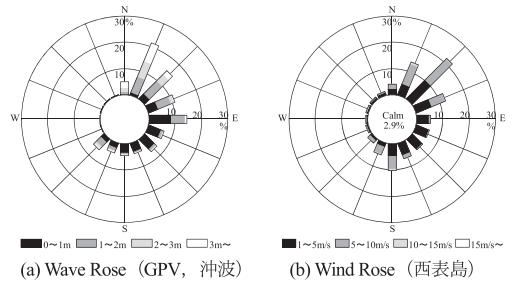 N
30%
20
10
W
10
20
30
%
E
S
0～1m
1～2m
2～3m
3m～
(a) Wave Rose（GPV，沖波）
N
30%
20
10
W
Calm
2.9%
10
20
30
%
E
S
1～5m/s
5～10m/s
10～15m/s
15m/s～
(b) Wind Rose（西表島）